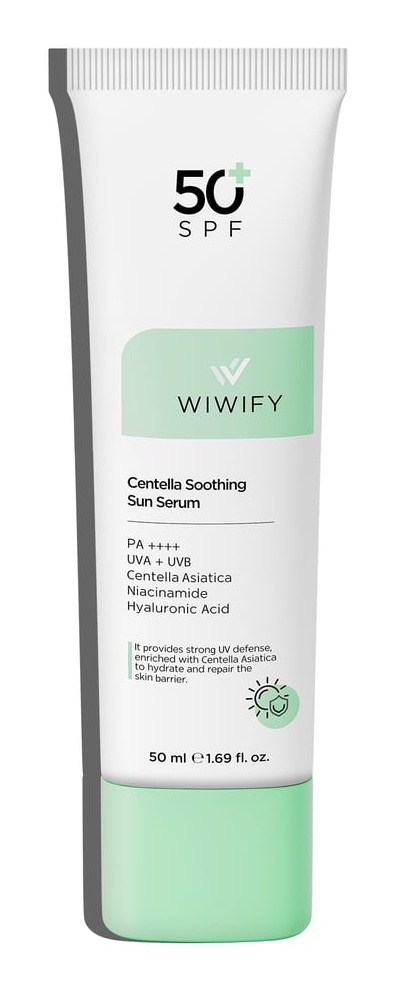 50+
SPF
WIWIFY
Centella Soothing
Sun Serum
PA ++++
UVA + UVB
Centella Asiatica
Niacinamide
Hyaluronic Acid
It provides strong UV defense,
enriched with Centella Asiatica
to hydrate and repair the
skin barrier.
50 ml ℮ 1.69 fl. oz.